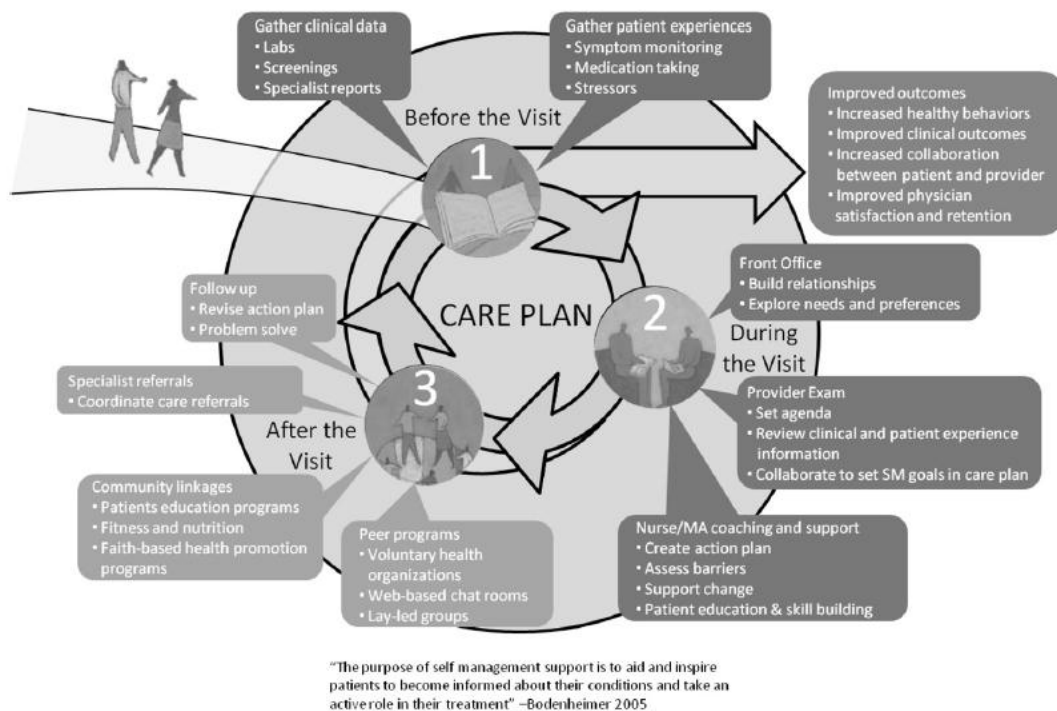 Gather clinical data
• Labs
• Screenings
• Specialist reports
Gather patient experiences
• Symptom monitoring
• Medication taking
• Stressors
Before the Visit
1
Improved outcomes
• Increased healthy behaviors
• Improved clinical outcomes
• Increased collaboration
between patient and provider
• Improved physician
satisfaction and retention
Front Office
• Build relationships
• Explore needs and preferences
CARE PLAN
2
During
the Visit
Provider Exam
• Set agenda
• Review clinical and patient experience
information
• Collaborate to set SM goals in care plan
Nurse/MA coaching and support
• Create action plan
• Assess barriers
• Support change
• Patient education & skill building
3
After the
Visit
Follow up
• Revise action plan
• Problem solve
Specialist referrals
• Coordinate care referrals
Community linkages
• Patients education programs
• Fitness and nutrition
• Faith-based health promotion
programs
Peer programs
• Voluntary health
organizations
• Web-based chat rooms
• Lay-led groups
"The purpose of self management support is to aid and inspire
patients to become informed about their conditions and take an
active role in their treatment" –Bodenheimer 2005